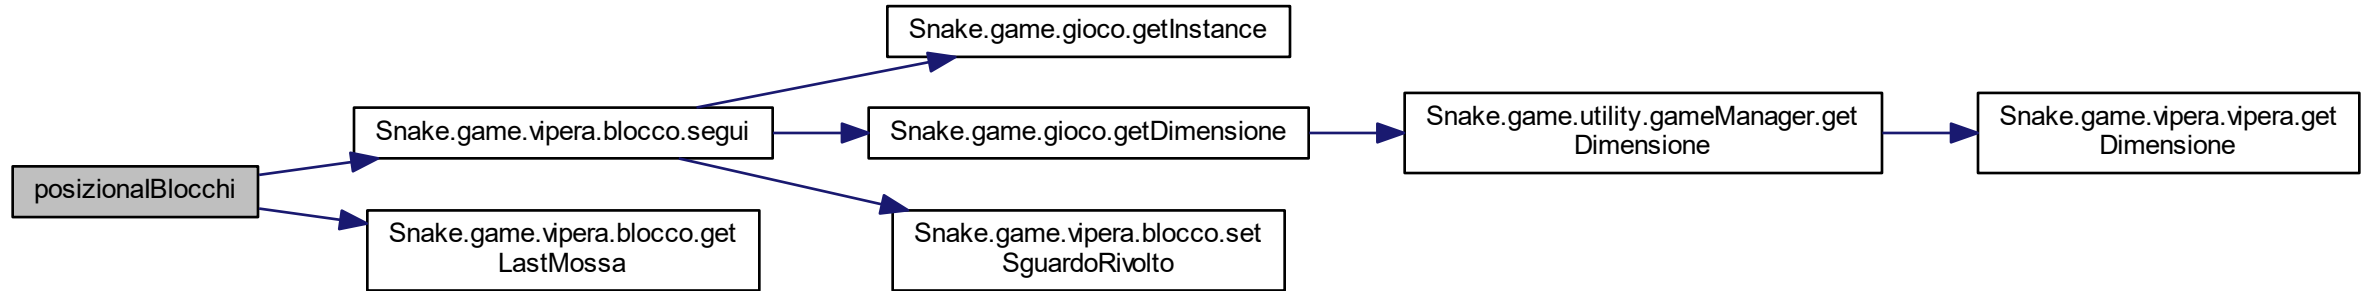 posizionaIBlocchi
Snake.game.vipera.blocco.segui
Snake.game.vipera.blocco.get
LastMossa
Snake.game.gioco.getInstance
Snake.game.gioco.getDimensione
Snake.game.vipera.blocco.set
SguardoRivolto
Snake.game.utility.gameManager.get
Dimensione
Snake.game.vipera.vipera.get
Dimensione